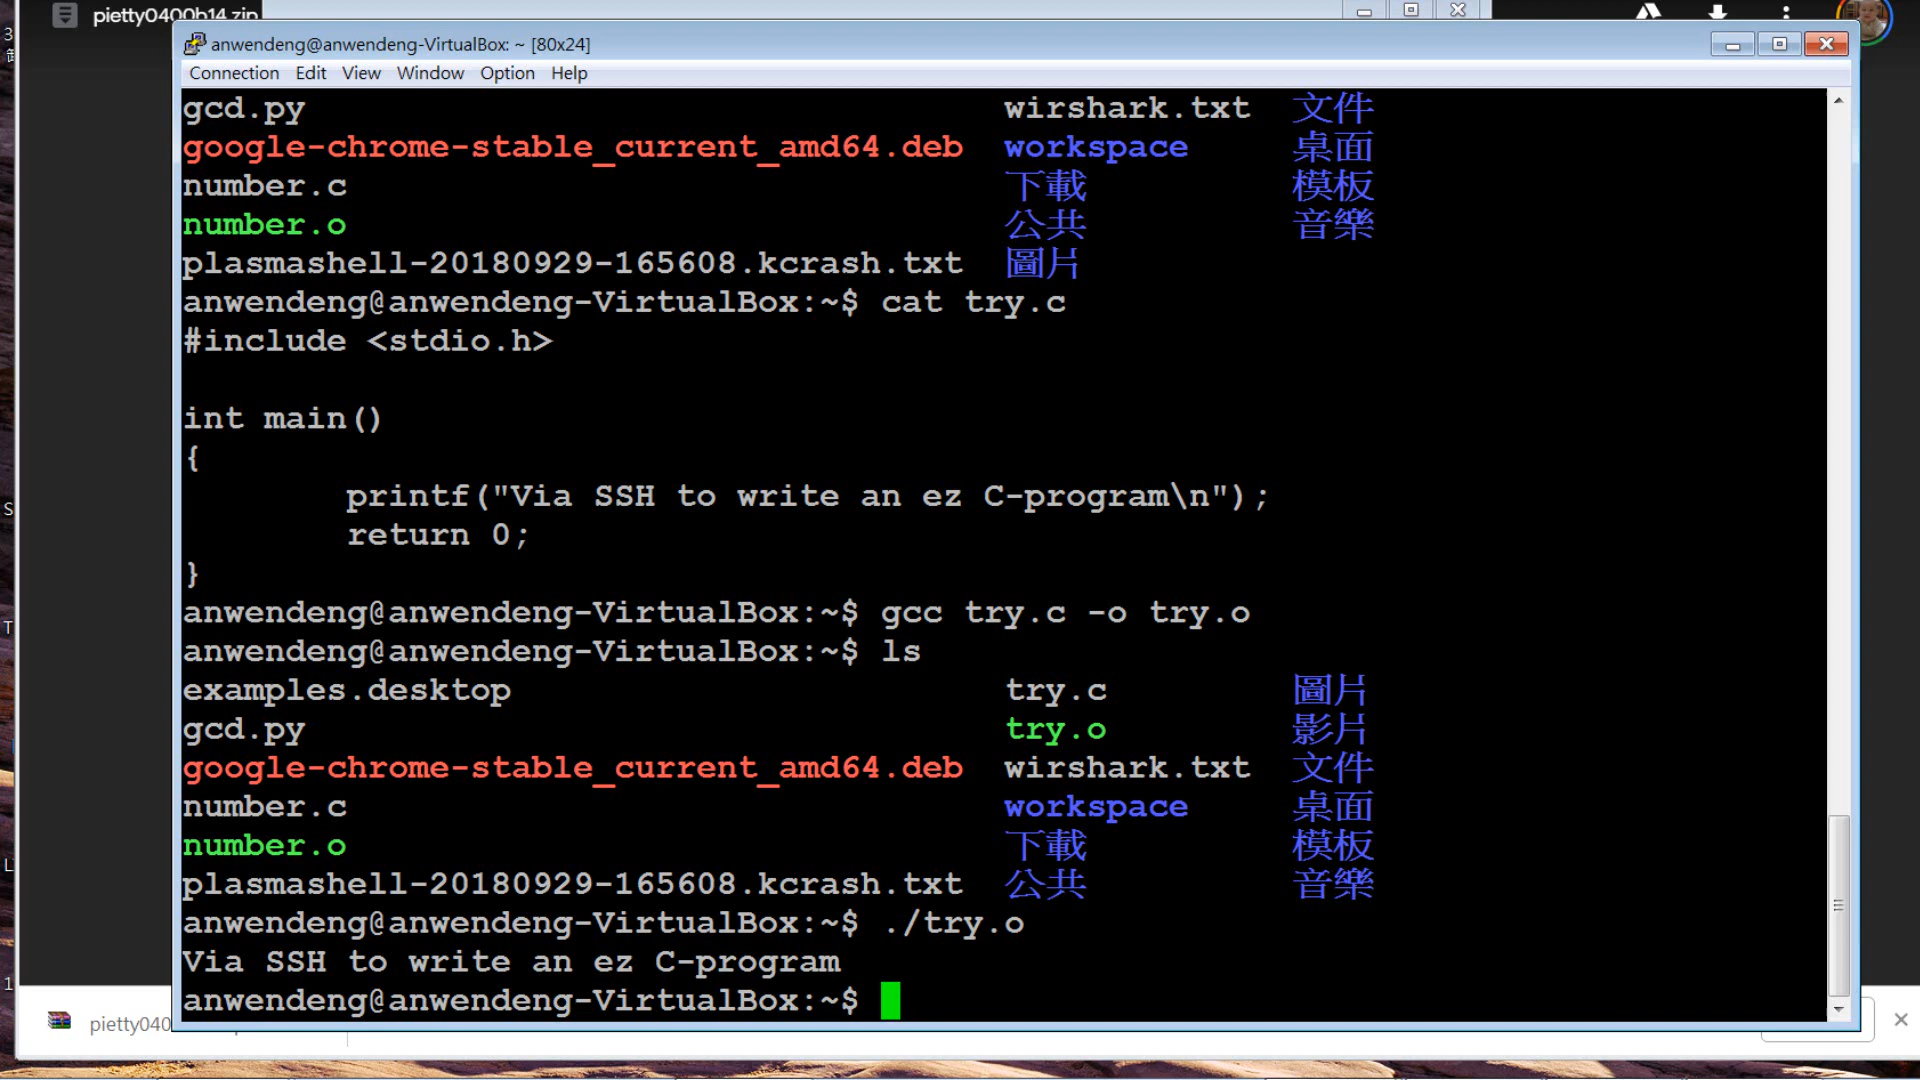 pietty0400b14.zip
anwendeng@anwendeng-VirtualBox: ~ [80x24]
Connection Edit View Window Option Help
gcd.py wirshark.txt 文件
google-chrome-stable_current_amd64.deb workspace 桌面
number.c 下載 模板
number.o 公共 音樂
plasmashell-20180929-165608.kcrash.txt 圖片
anwendeng@anwendeng-VirtualBox:~$ cat try.c
#include <stdio.h>
int main()
{
printf("Via SSH to write an ez C-program\n");
return 0;
}
anwendeng@anwendeng-VirtualBox:~$ gcc try.c -o try.o
anwendeng@anwendeng-VirtualBox:~$ ls
examples.desktop try.c 圖片
gcd.py try.o 影片
google-chrome-stable_current_amd64.deb wirshark.txt 文件
number.c workspace 桌面
number.o 下載 模板
plasmashell-20180929-165608.kcrash.txt 公共 音樂
anwendeng@anwendeng-VirtualBox:~$ ./try.o
Via SSH to write an ez C-program
anwendeng@anwendeng-VirtualBox:~$
pietty040